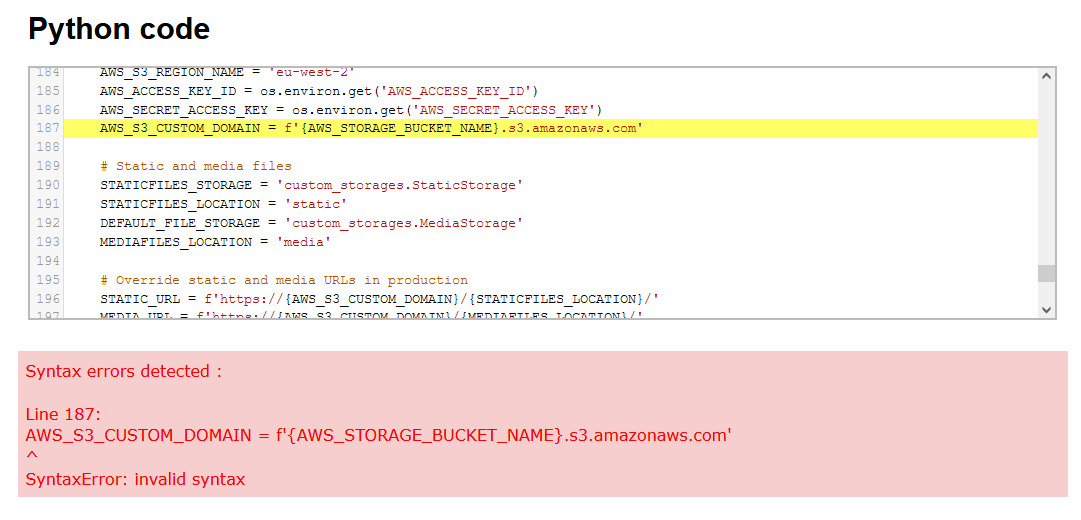 Python code
184 AWS_S3_REGION_NAME = 'eu-west-2'
185 AWS_ACCESS_KEY_ID = os.environ.get('AWS_ACCESS_KEY_ID')
186 AWS_SECRET_ACCESS_KEY = os.environ.get('AWS_SECRET_ACCESS_KEY')
187 AWS_S3_CUSTOM_DOMAIN = f'{AWS_STORAGE_BUCKET_NAME}.s3.amazonaws.com'
188
189 # Static and media files
190 STATICFILES_STORAGE = 'custom_storages.StaticStorage'
191 STATICFILES_LOCATION = 'static'
192 DEFAULT_FILE_STORAGE = 'custom_storages.MediaStorage'
193 MEDIAFILES_LOCATION = 'media'
194
195 # Override static and media URLs in production
196 STATIC_URL = f'https://{AWS_S3_CUSTOM_DOMAIN}/{STATICFILES_LOCATION}/'
197 MEDIA_URL = f'https://{AWS_S3_CUSTOM_DOMAIN}/{MEDIAFILES_LOCATION}/'
Syntax errors detected :
Line 187:
AWS_S3_CUSTOM_DOMAIN = f'{AWS_STORAGE_BUCKET_NAME}.s3.amazonaws.com'
^
SyntaxError: invalid syntax